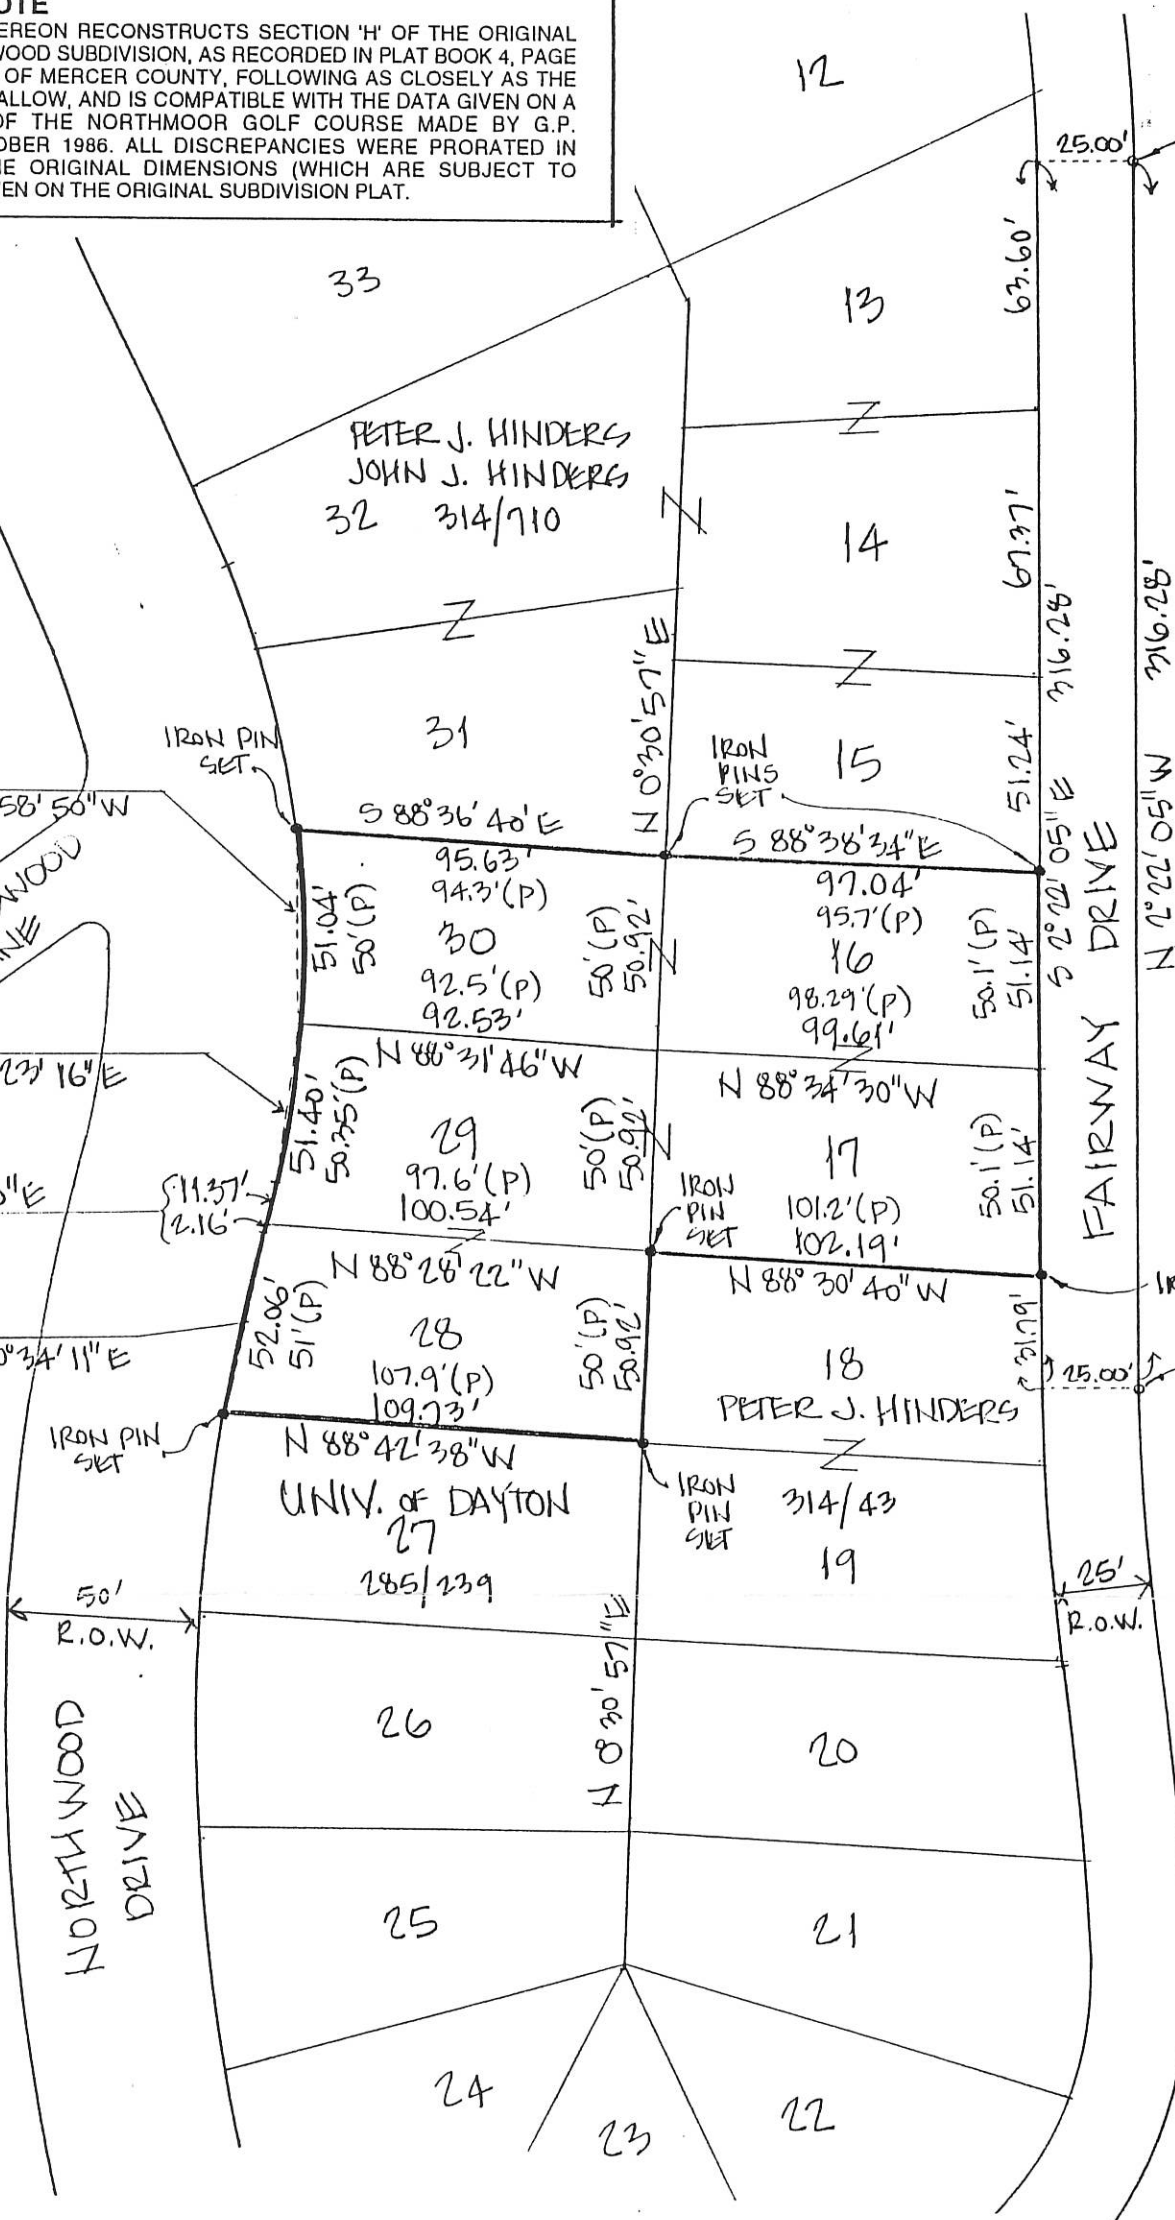 OTE
EREON RECONSTRUCTS SECTION 'H' OF THE ORIGINAL
WOOD SUBDIVISION, AS RECORDED IN PLAT BOOK 4, PAGE
OF MERCER COUNTY, FOLLOWING AS CLOSELY AS THE
ALLOW, AND IS COMPATIBLE WITH THE DATA GIVEN ON A
OF THE NORTHMOOR GOLF COURSE MADE BY G.P.
OBER 1986. ALL DISCREPANCIES WERE PRORATED IN
E ORIGINAL DIMENSIONS (WHICH ARE SUBJECT TO
EN ON THE ORIGINAL SUBDIVISION PLAT.
12
25.00'
63.60'
33
13
PETER J. HINDERS
JOHN J. HINDERS
32 314/710
Z
Z
14
67.37'
316.28'
316.28'
Z
N 0°30'57"E
Z
31
15
51.24'
IRON PIN
SET
IRON
PINS
SET
58' 50"W
S 88°36'40'E
S 88°38'34"E
S 2°22'05"E
N 2°22'05"W
FAIRWAY DRIVE
WOOD
NE
95.63'
94.3'(P)
30
92.5'(P)
92.53'
51.04'
50'(P)
50'(P)
50.92'
Z
97.04'
95.7'(P)
16
98.29'(P)
99.61'
50.1'(P)
51.14'
N 88°31'46"W
Z
N 88°34'30"W
23' 16"E
51.40'
50.35'(P)
29
97.6'(P)
100.54'
50'(P)
50.92'
Z
17
101.2'(P)
102.19'
50.1'(P)
51.14'
"E
11.37'
2.16'
Z
IRON
PIN
SET
N 88°28'22"W
N 88°30'40"W
52.06'
51'(P)
28
107.9'(P)
109.73'
50'(P)
50.92'
18
PETER J. HINDERS
31.79'
25.00'
°34'11"E
IRON PIN
SET
N 88°42'38"W
Z
UNIV. OF DAYTON
27
285/239
IRON
PIN
SET
314/43
19
50'
R.O.W.
25'
R.O.W.
N 8 30' 57"E
26
20
NORTHWOOD
DRIVE
25
21
24
23
22